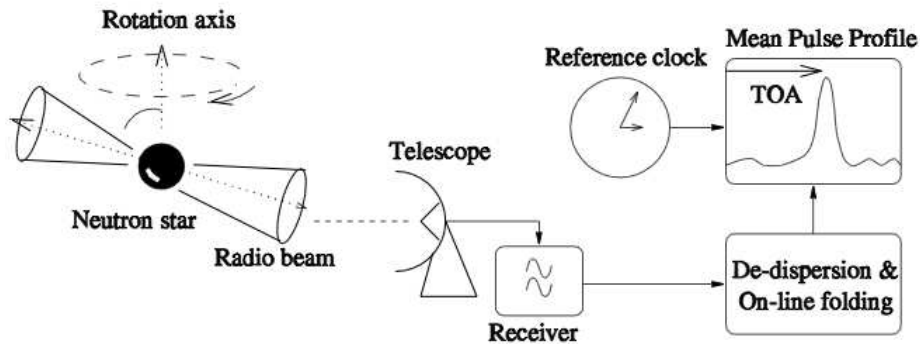 Rotation axis
Neutron star
Radio beam
Telescope
Receiver
Reference clock
Mean Pulse Profile
TOA
De-dispersion &
On-line folding